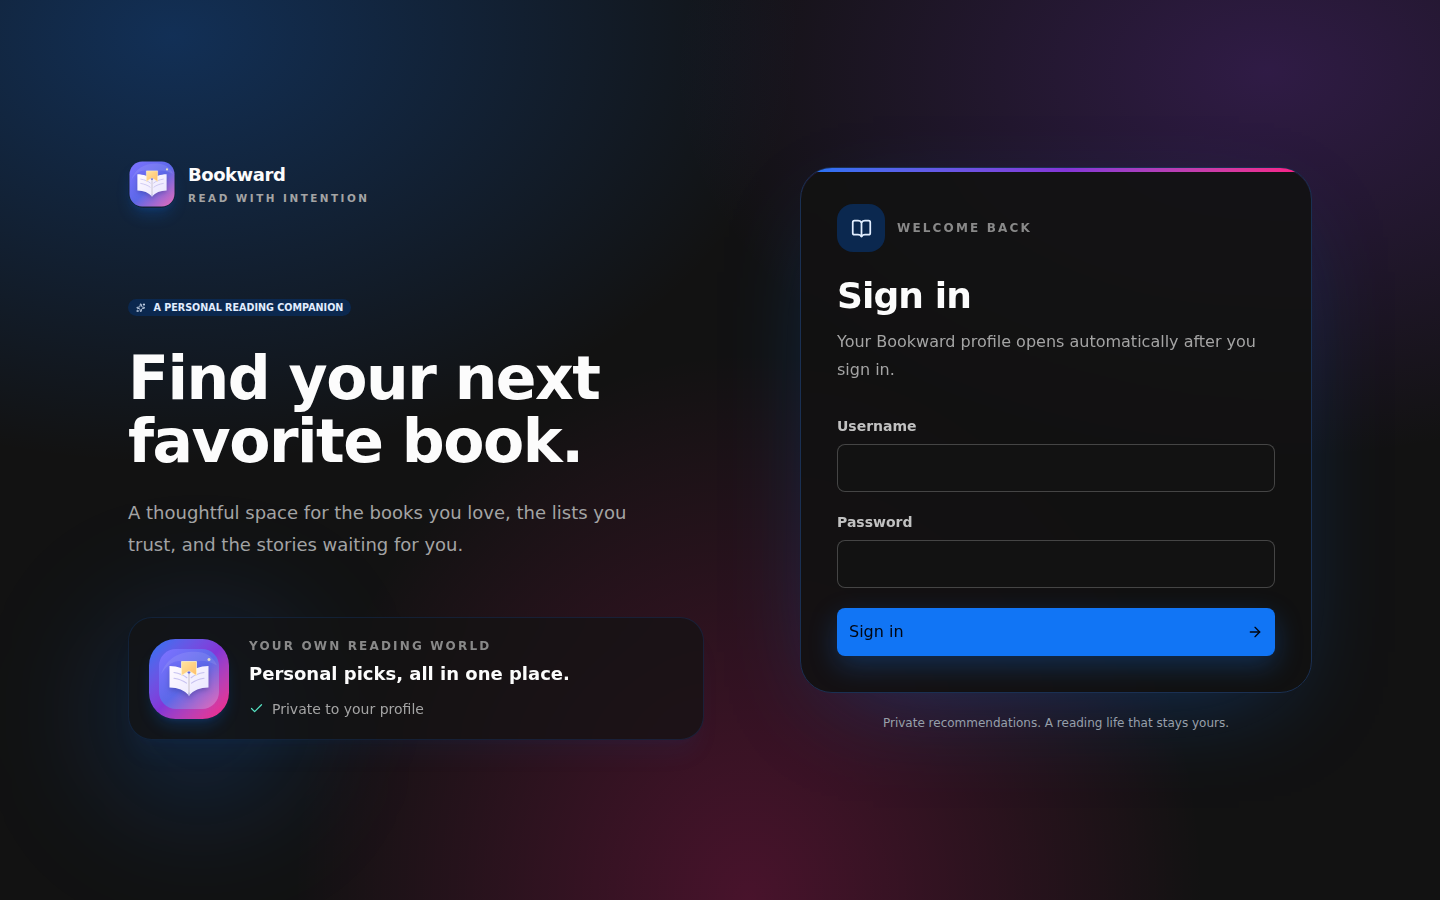 Bookward
READ WITH INTENTION
A PERSONAL READING COMPANION
Find your next
favorite book.
A thoughtful space for the books you love, the lists you
trust, and the stories waiting for you.
YOUR OWN READING WORLD
Personal picks, all in one place.
Private to your profile
WELCOME BACK
Sign in
Your Bookward profile opens automatically after you
sign in.
Username
Password
Sign in
Private recommendations. A reading life that stays yours.